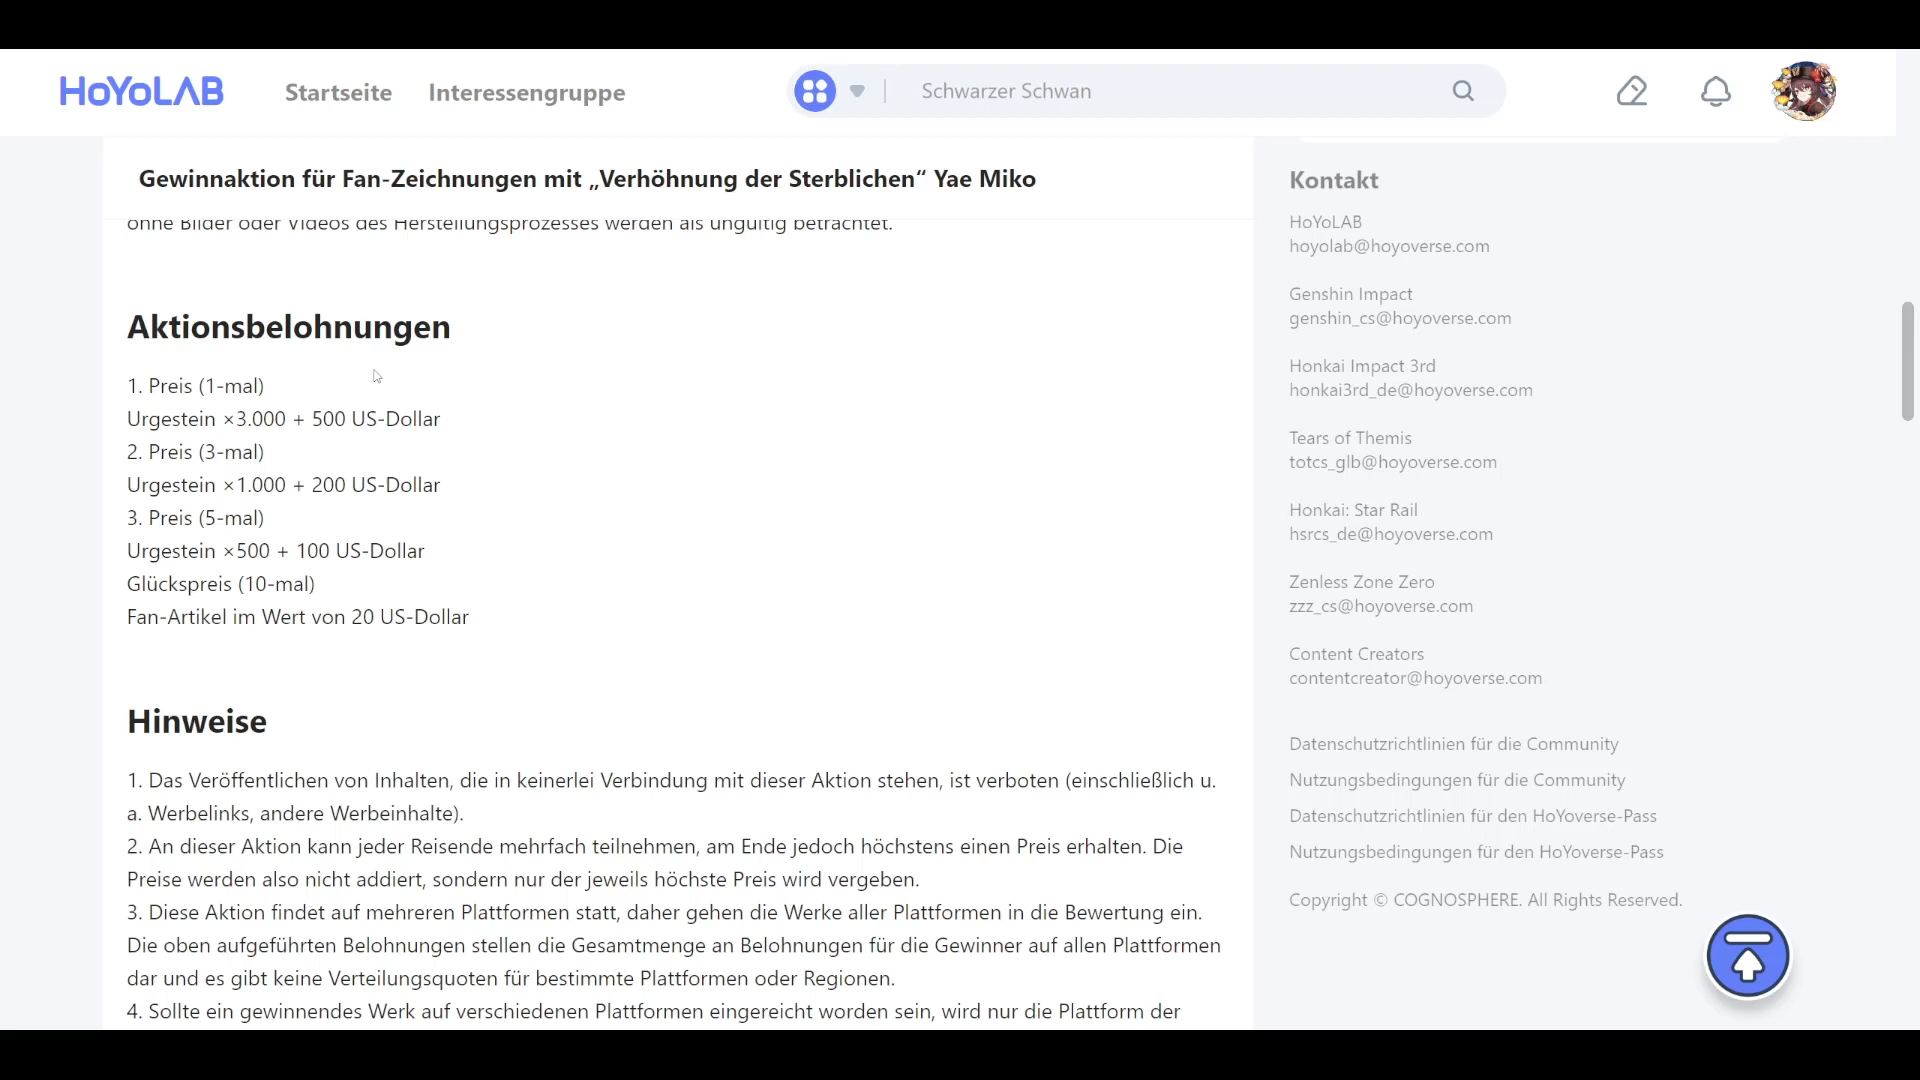 HoYoLAB
Startseite
Interessengruppe
Schwarzer Schwan
Gewinnaktion für Fan-Zeichnungen mit „Verhöhnung der Sterblichen“ Yae Miko
ohne Bilder oder Videos des Herstellungsprozesses werden als ungültig betrachtet.
Aktionsbelohnungen
1. Preis (1-mal)
Urgestein ×3.000 + 500 US-Dollar
2. Preis (3-mal)
Urgestein ×1.000 + 200 US-Dollar
3. Preis (5-mal)
Urgestein ×500 + 100 US-Dollar
Glückspreis (10-mal)
Fan-Artikel im Wert von 20 US-Dollar
Hinweise
1. Das Veröffentlichen von Inhalten, die in keinerlei Verbindung mit dieser Aktion stehen, ist verboten (einschließlich u.
a. Werbelinks, andere Werbeinhalte).
2. An dieser Aktion kann jeder Reisende mehrfach teilnehmen, am Ende jedoch höchstens einen Preis erhalten. Die
Preise werden also nicht addiert, sondern nur der jeweils höchste Preis wird vergeben.
3. Diese Aktion findet auf mehreren Plattformen statt, daher gehen die Werke aller Plattformen in die Bewertung ein.
Die oben aufgeführten Belohnungen stellen die Gesamtmenge an Belohnungen für die Gewinner auf allen Plattformen
dar und es gibt keine Verteilungsquoten für bestimmte Plattformen oder Regionen.
4. Sollte ein gewinnendes Werk auf verschiedenen Plattformen eingereicht worden sein, wird nur die Plattform der
Kontakt
HoYoLAB
hoyolab@hoyoverse.com
Genshin Impact
genshin_cs@hoyoverse.com
Honkai Impact 3rd
honkai3rd_de@hoyoverse.com
Tears of Themis
totcs_glb@hoyoverse.com
Honkai: Star Rail
hsrcs_de@hoyoverse.com
Zenless Zone Zero
zzz_cs@hoyoverse.com
Content Creators
contentcreator@hoyoverse.com
Datenschutzrichtlinien für die Community
Nutzungsbedingungen für die Community
Datenschutzrichtlinien für den HoYoverse-Pass
Nutzungsbedingungen für den HoYoverse-Pass
Copyright © COGNOSPHERE. All Rights Reserved.